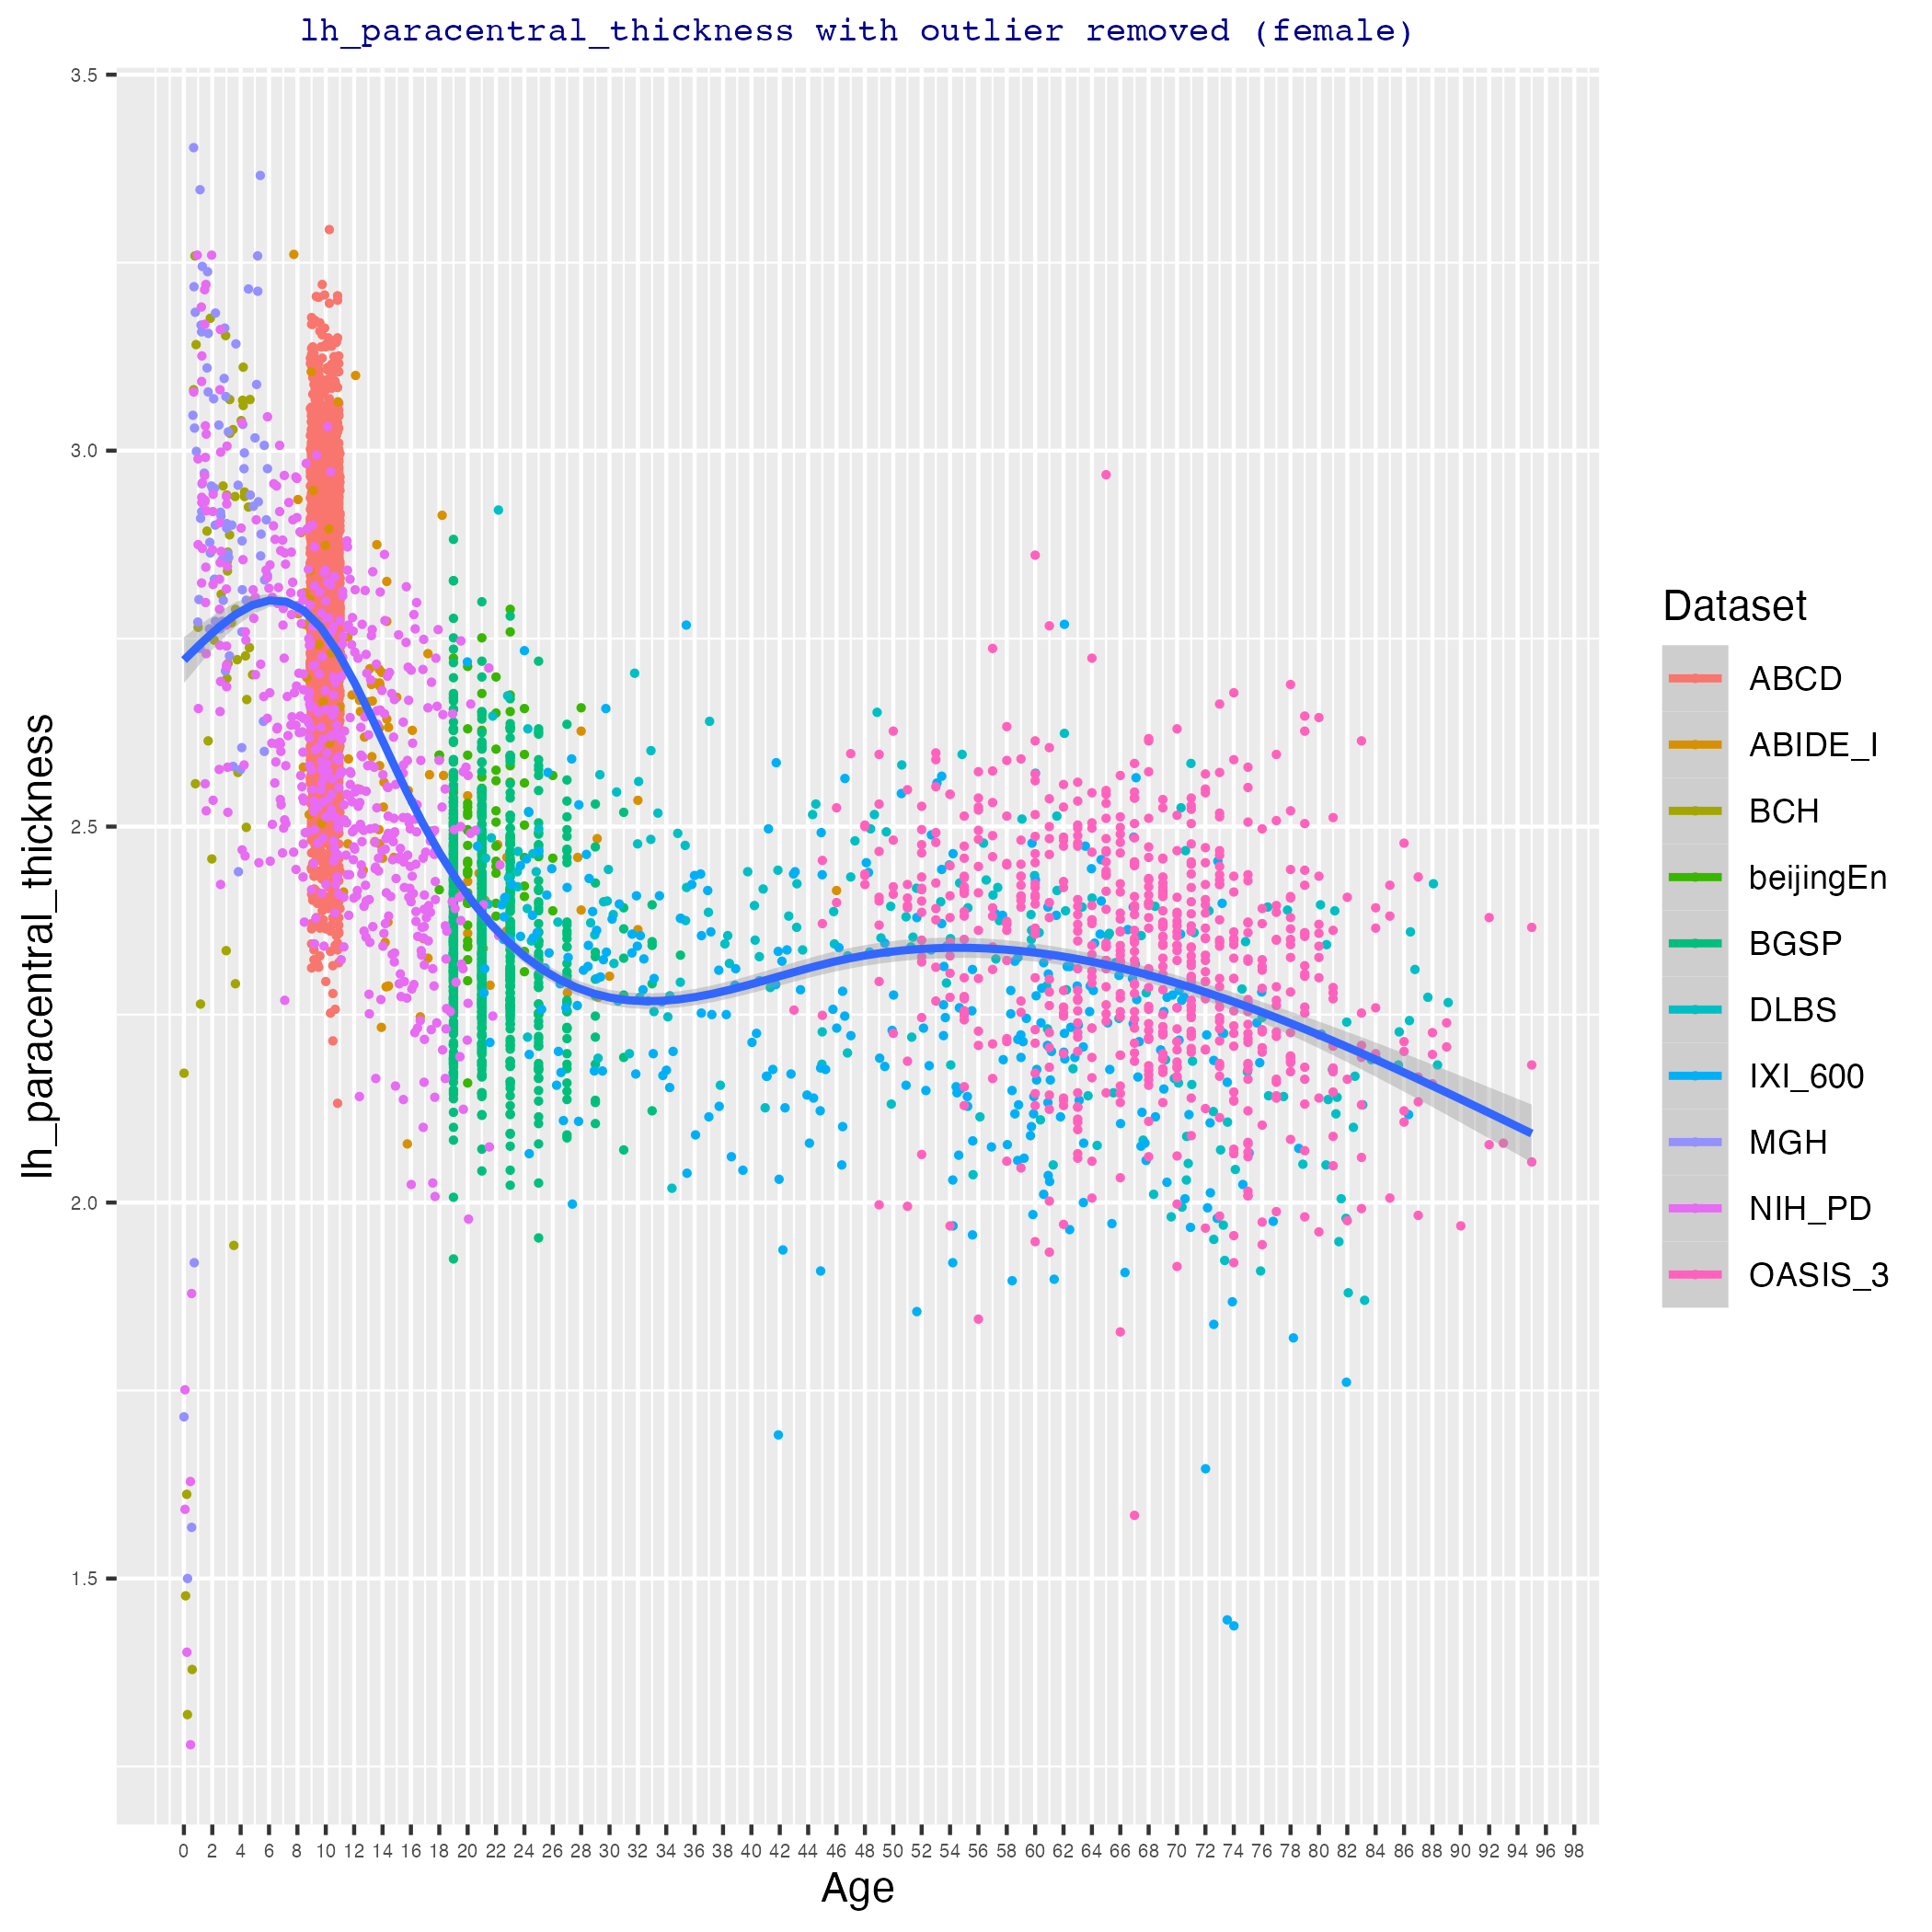 lh_paracentral_thickness with outlier removed (female)
3.5
3.0
2.5
2.0
1.5
lh_paracentral_thickness
0 2 4 6 8 10 12 14 16 18 20 22 24 26 28 30 32 34 36 38 40 42 44 46 48 50 52 54 56 58 60 62 64 66 68 70 72 74 76 78 80 82 84 86 88 90 92 94 96 98
Age
Dataset
ABCD
ABIDE_I
BCH
beijingEn
BGSP
DLBS
IXI_600
MGH
NIH_PD
OASIS_3